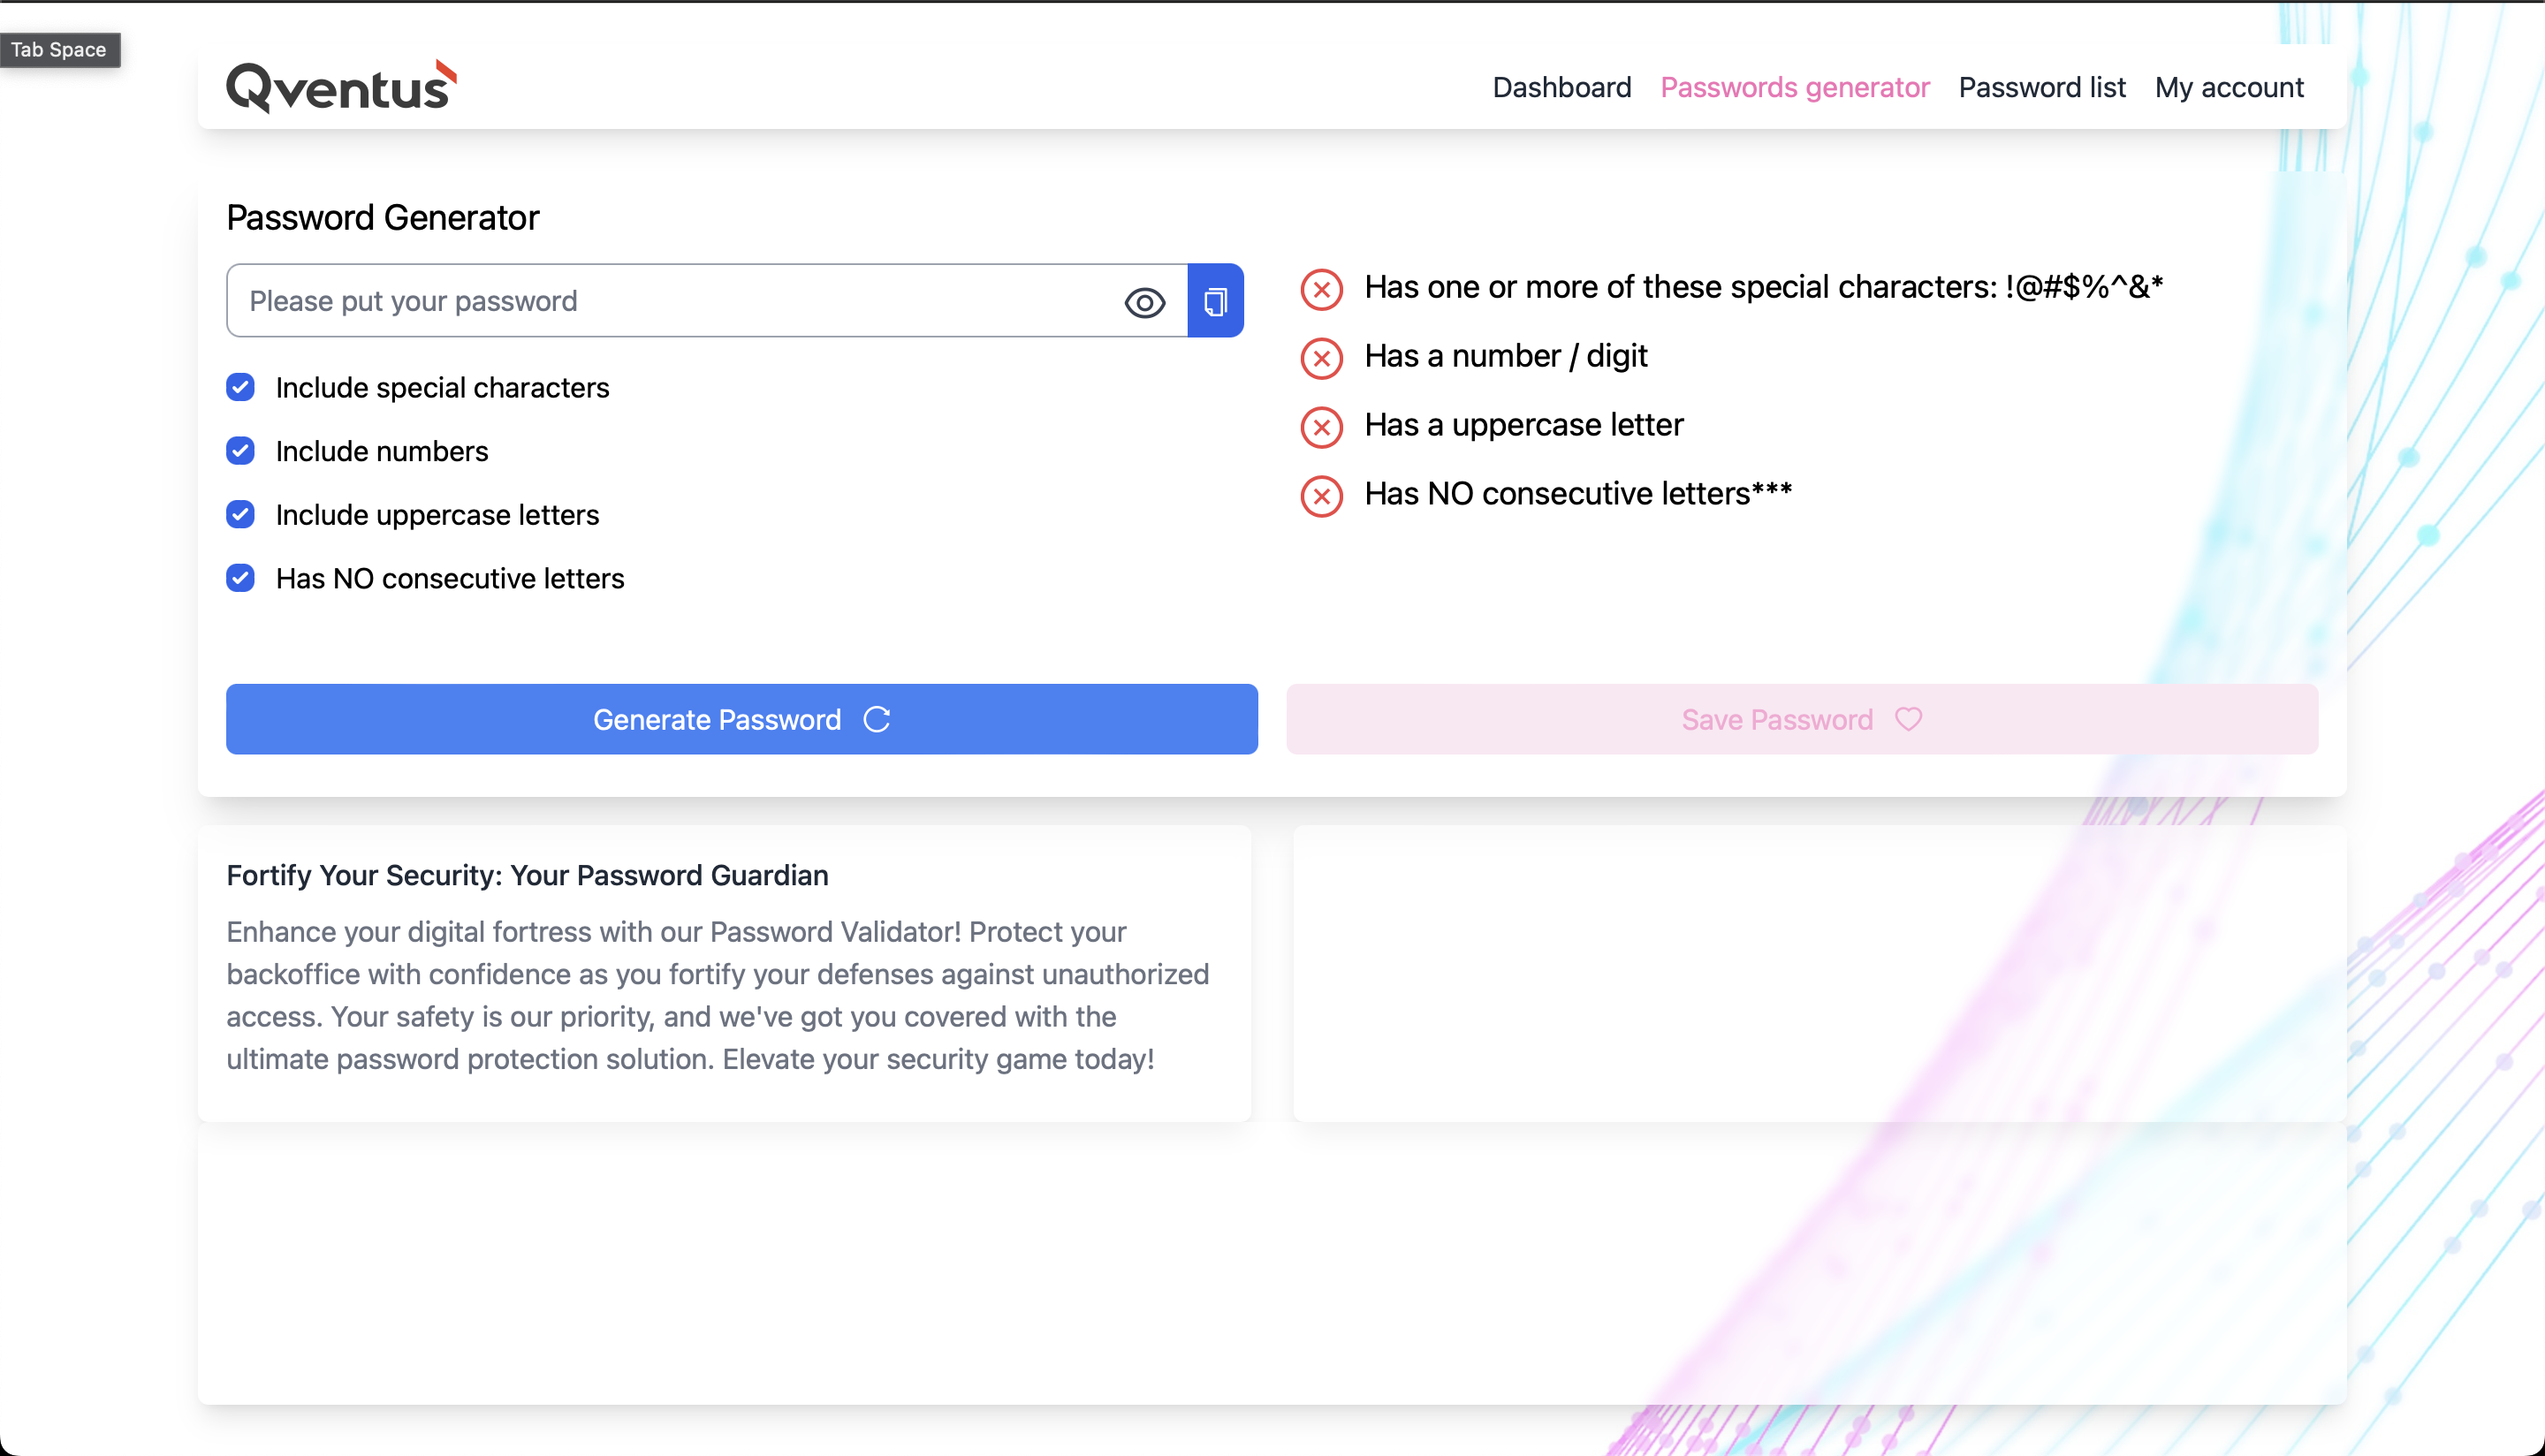 Tab Space
Qventus
Dashboard Passwords generator Password list My account
Password Generator
Please put your password
Include special characters
Include numbers
Include uppercase letters
Has NO consecutive letters
Has one or more of these special characters: !@#$%^&*
Has a number / digit
Has a uppercase letter
Has NO consecutive letters***
Generate Password
Save Password
Fortify Your Security: Your Password Guardian
Enhance your digital fortress with our Password Validator! Protect your
backoffice with confidence as you fortify your defenses against unauthorized
access. Your safety is our priority, and we've got you covered with the
ultimate password protection solution. Elevate your security game today!